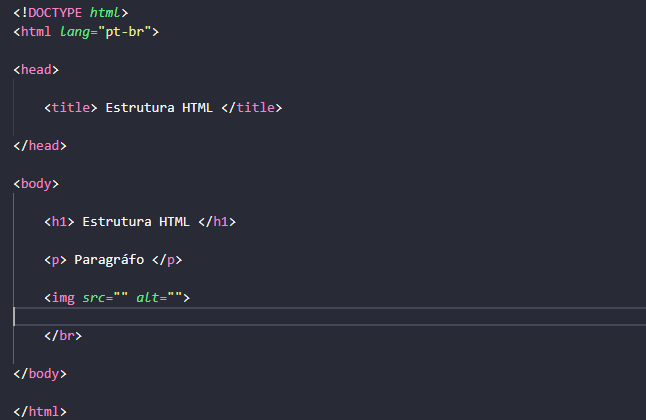 <!DOCTYPE html>
<html lang="pt-br">
<head>
<title> Estrutura HTML </title>
</head>
<body>
<h1> Estrutura HTML </h1>
<p> Paragráfo </p>
<img src="" alt="">
</br>
</body>
</html>